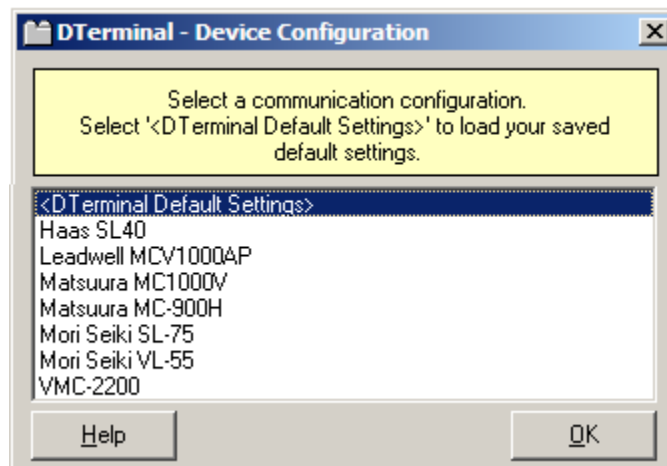 DTerminal - Device Configuration
Select a communication configuration.
Select '<DTerminal Default Settings>' to load your saved
default settings.
<DTerminal Default Settings>
Haas SL40
Leadwell MCV1000AP
Matsuura MC1000V
Matsuura MC-900H
Mori Seiki SL-75
Mori Seiki VL-55
VMC-2200
Help
OK